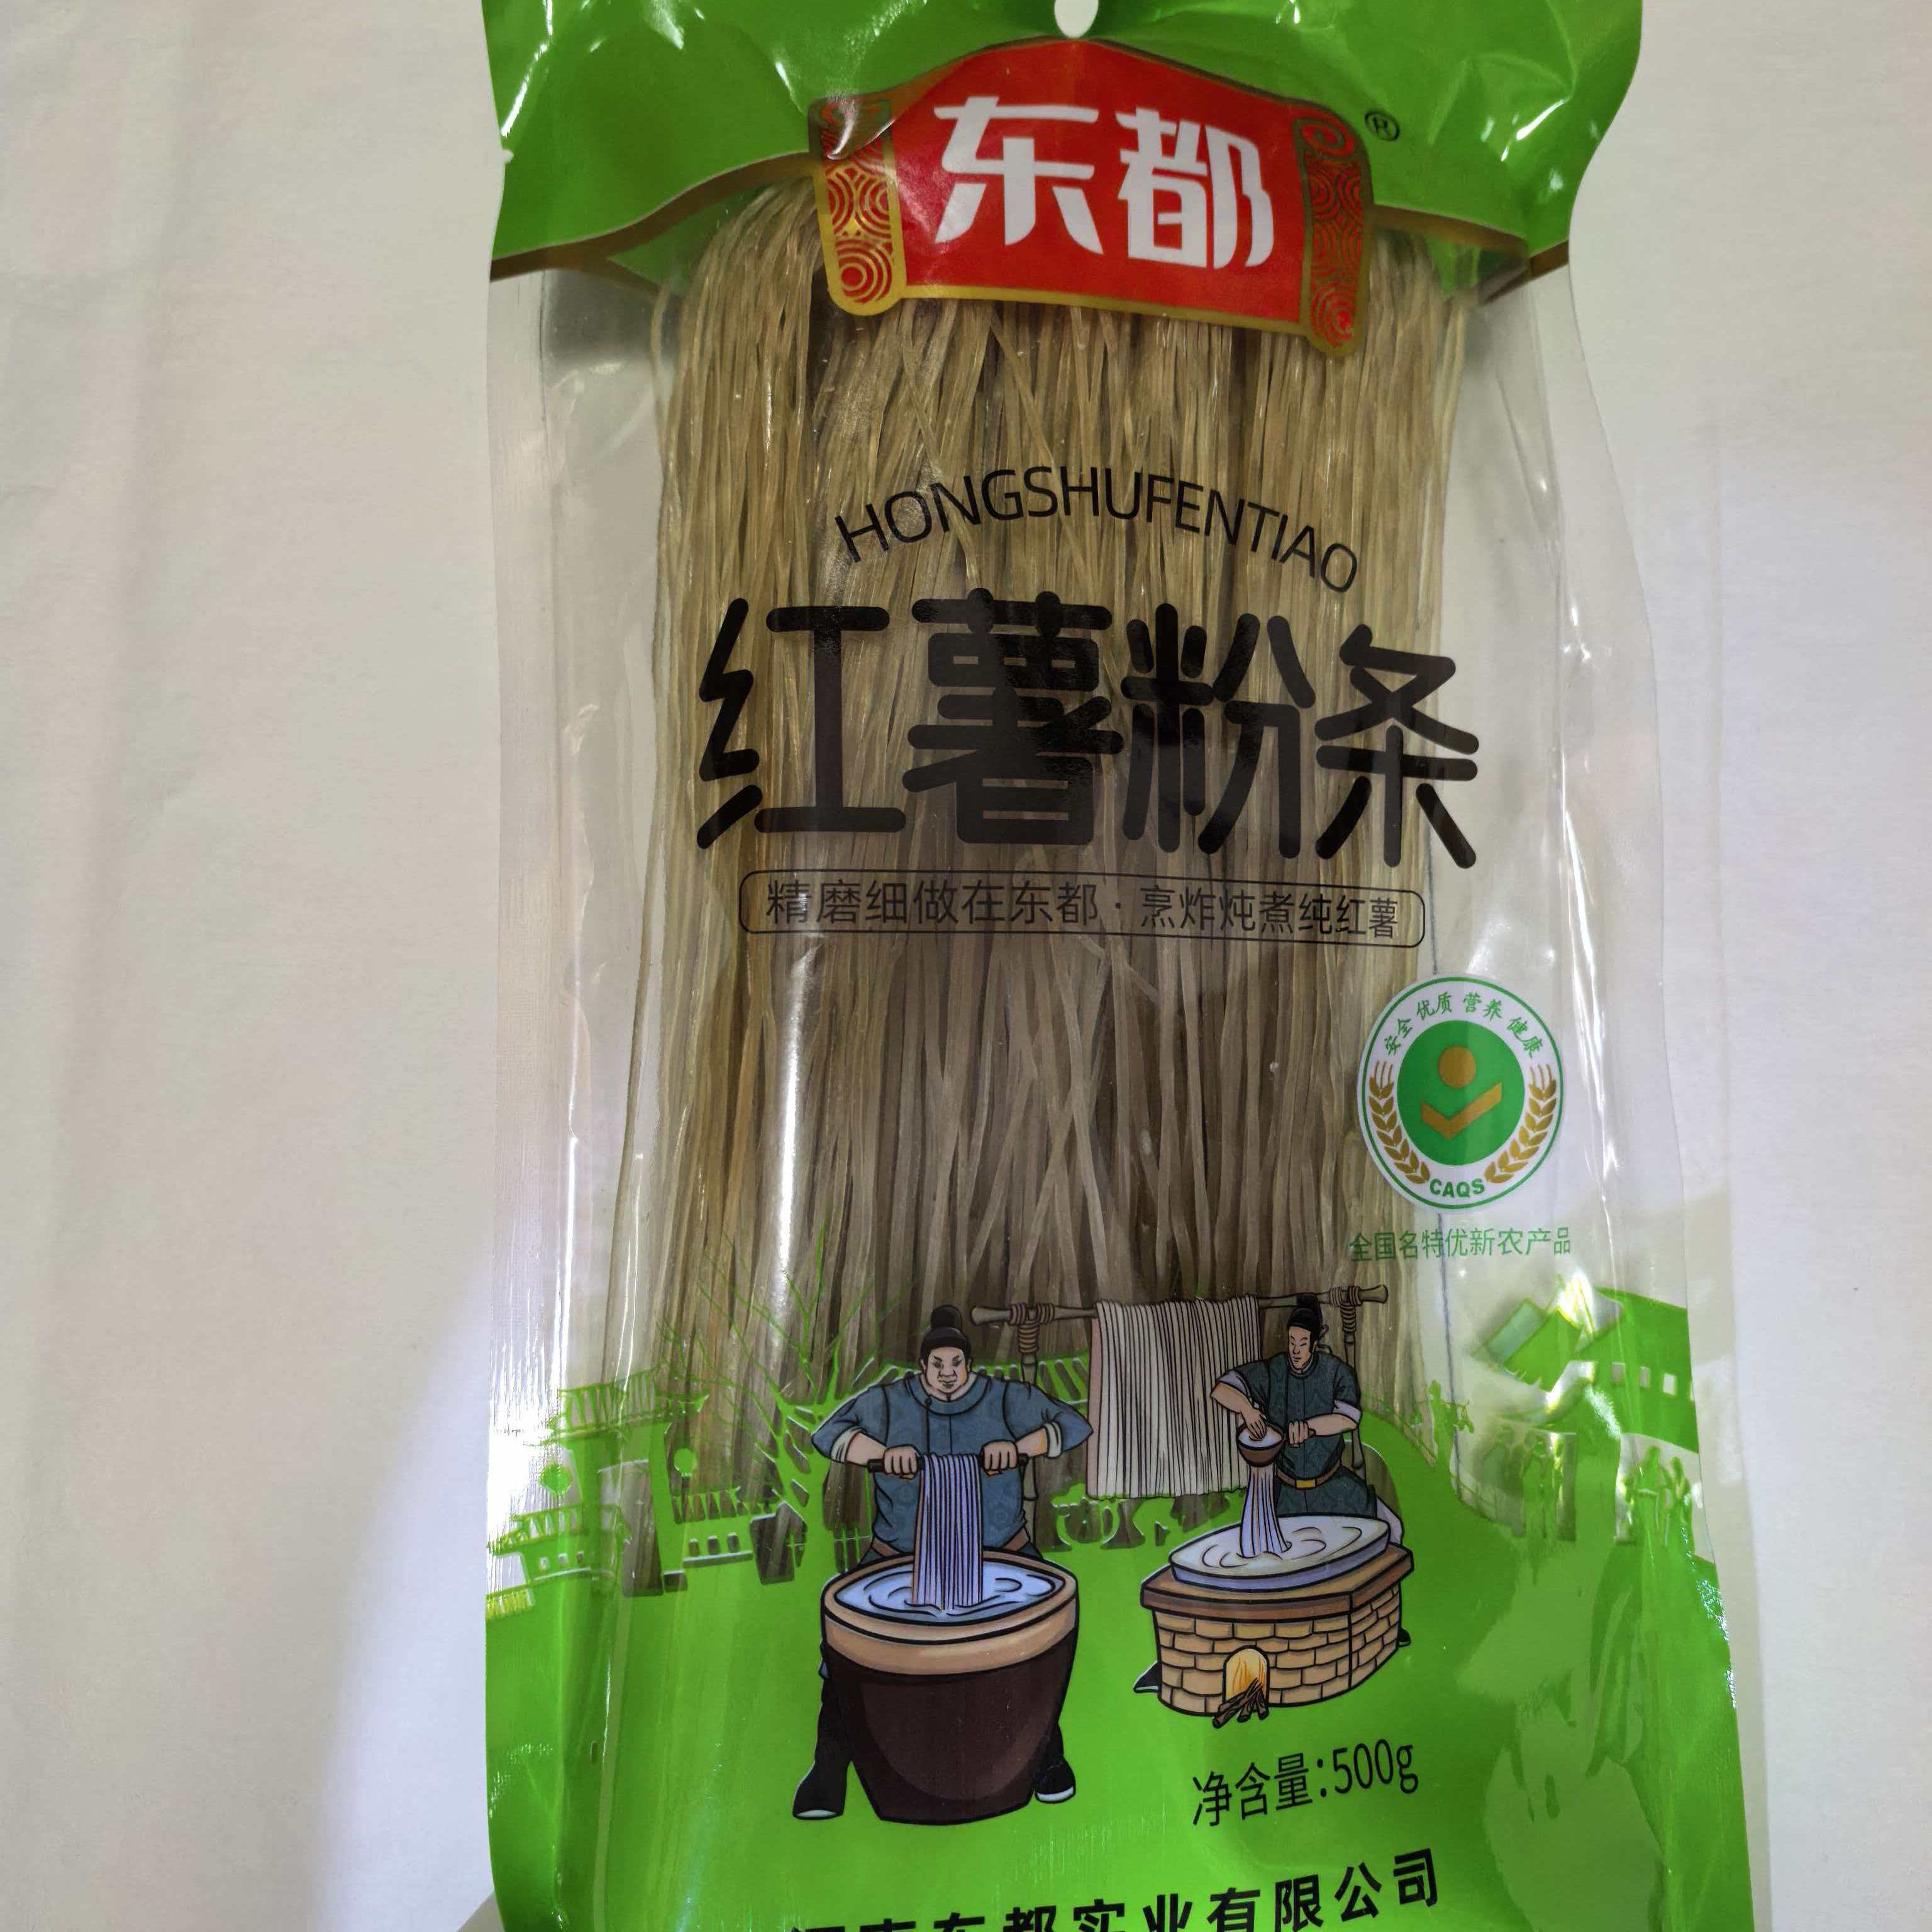 东都
®
HONGSHUFENTIAO
红薯粉条
精磨细做在东都·烹炸炖煮纯红薯
安全 优质 营养 健康
CAQS
全国名特优新农产品
净含量:500g
东都实业有限公司